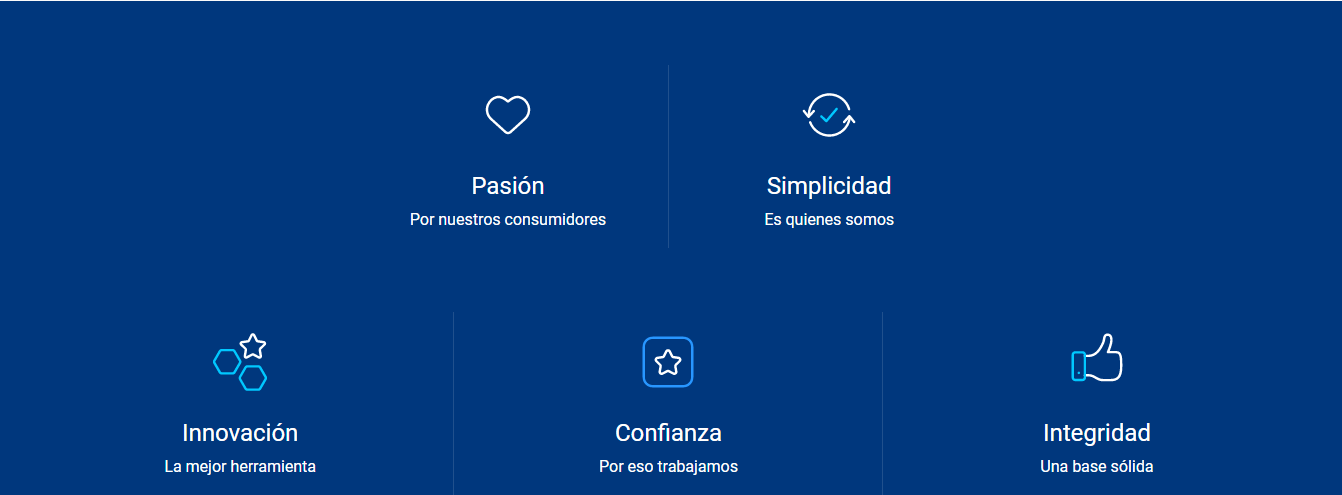 Pasión
Por nuestros consumidores
Simplicidad
Es quienes somos
Innovación
La mejor herramienta
Confianza
Por eso trabajamos
Integridad
Una base sólida